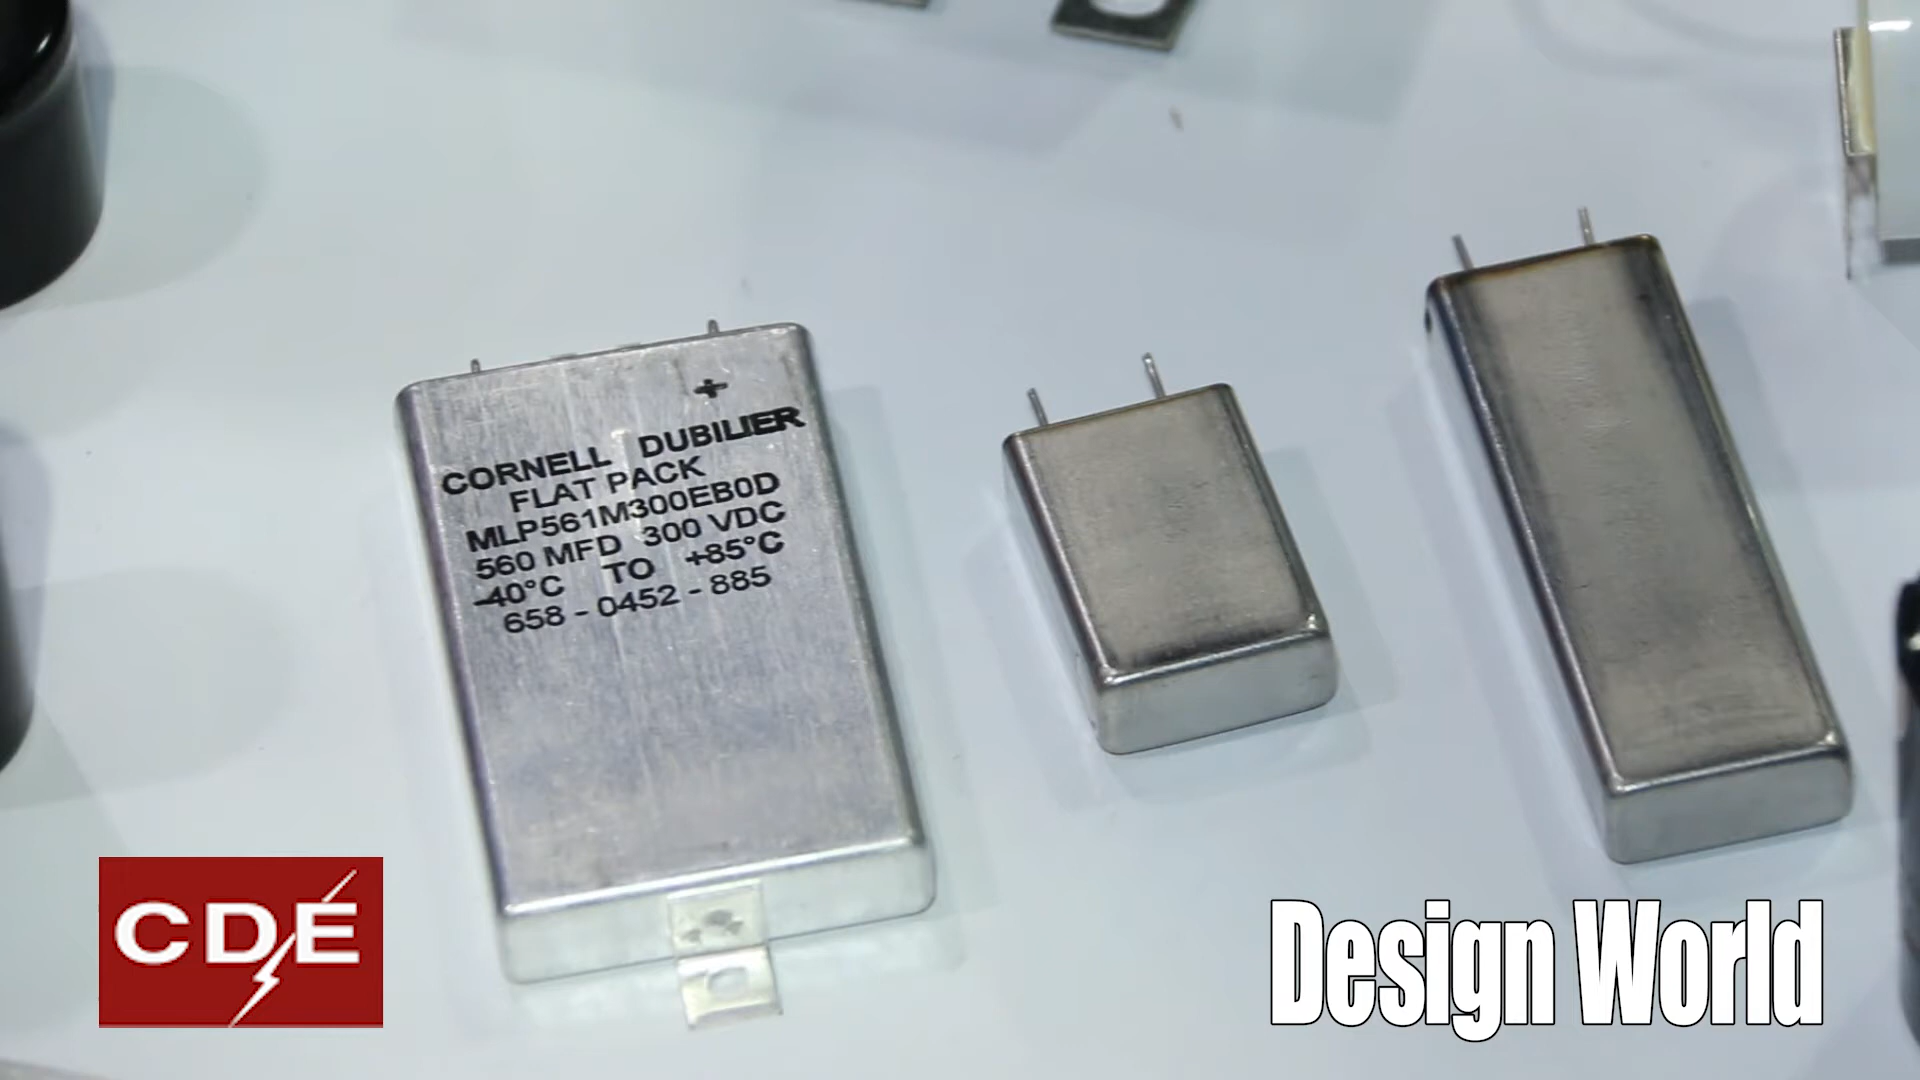 +
CORNELL DUBILIER
FLAT PACK
MLP561M300EB0D
560 MFD 300 VDC
-40°C TO +85°C
658 - 0452 - 885
CDE
Design World